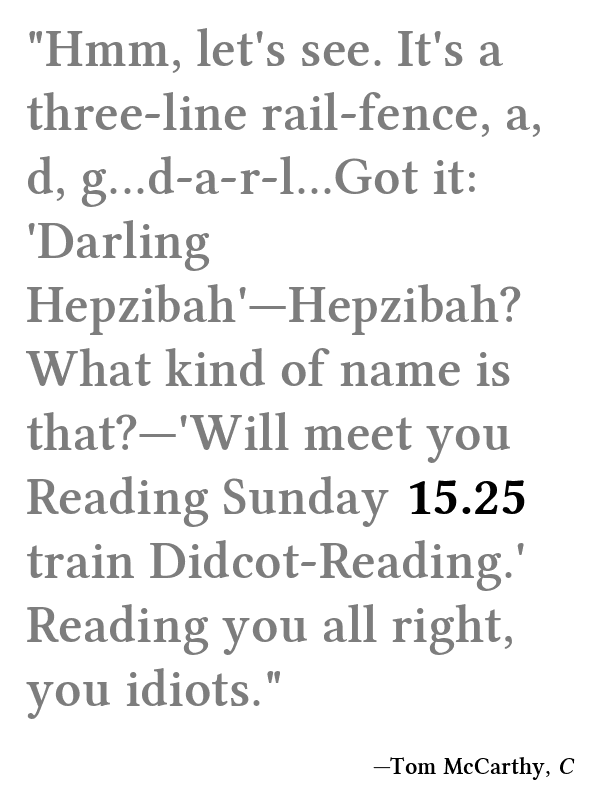 "Hmm, let's see. It's a
three-line rail-fence, a,
d, g...d-a-r-l...Got it:
'Darling
Hepzibah'—Hepzibah?
What kind of name is
that?—'Will meet you
Reading Sunday 15.25
train Didcot-Reading.'
Reading you all right,
you idiots."
—Tom McCarthy, C